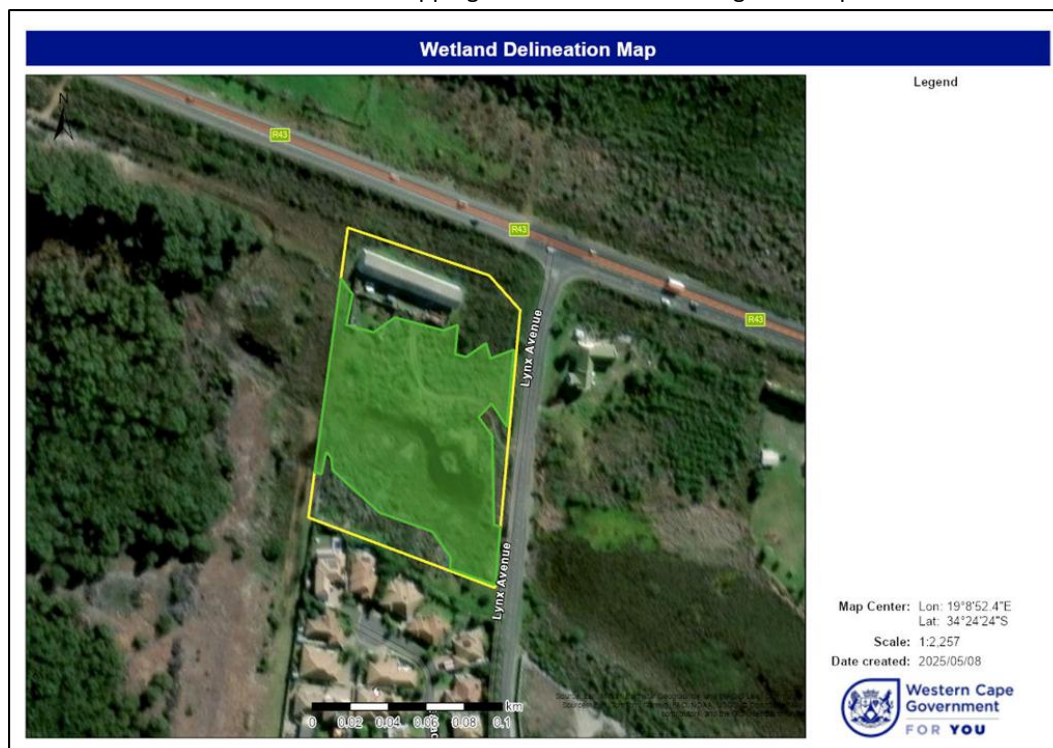 Wetland Delineation Map
Legend
N
R43
R43
R43
Lynx Avenue
Lynx Avenue
Map Center: Lon: 19°8'52.4"E
Lat: 34°24'24"S
Scale: 1:2,257
Date created: 2025/05/08
0 0.02 0.04 0.06 0.08 0.1 km
Western Cape
Government
FOR YOU